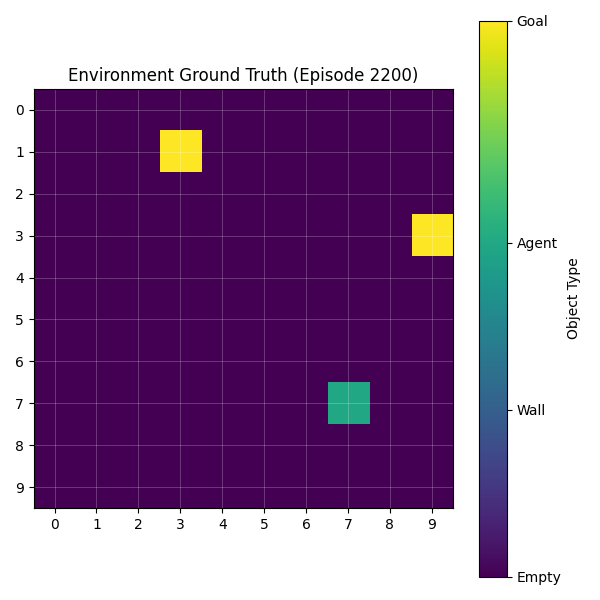 Environment Ground Truth (Episode 2200)
0
1
2
3
4
5
6
7
8
9
0 1 2 3 4 5 6 7 8 9
Goal
Agent
Wall
Empty
Object Type